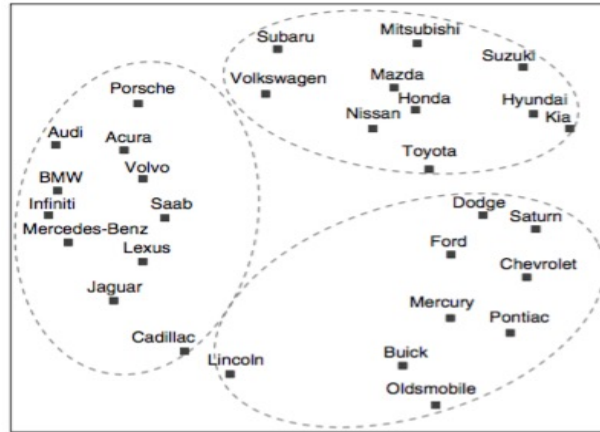 Subaru
Mitsubishi
Suzuki
Volkswagen
Mazda
Honda
Hyundai
Kia
Nissan
Toyota
Porsche
Audi
Acura
Volvo
BMW
Infiniti
Saab
Mercedes-Benz
Lexus
Jaguar
Cadillac
Lincoln
Dodge
Saturn
Ford
Chevrolet
Mercury
Pontiac
Buick
Oldsmobile